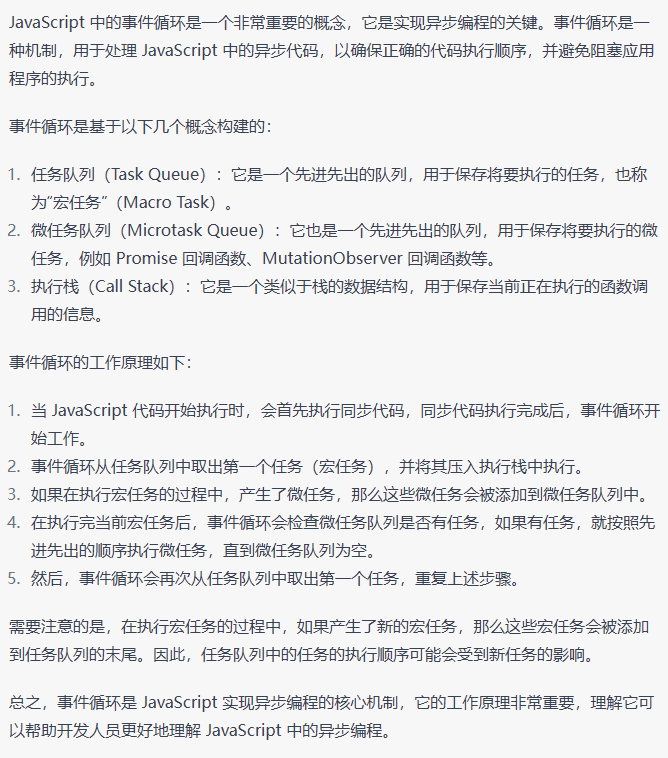 JavaScript 中的事件循环是一个非常重要的概念，它是实现异步编程的关键。事件循环是一
种机制，用于处理 JavaScript 中的异步代码，以确保正确的代码执行顺序，并避免阻塞应用
程序的执行。
事件循环是基于以下几个概念构建的：
1. 任务队列（Task Queue）：它是一个先进先出的队列，用于保存将要执行的任务，也称
为“宏任务”（Macro Task）。
2. 微任务队列（Microtask Queue）：它也是一个先进先出的队列，用于保存将要执行的微
任务，例如 Promise 回调函数、MutationObserver 回调函数等。
3. 执行栈（Call Stack）：它是一个类似于栈的数据结构，用于保存当前正在执行的函数调
用的信息。
事件循环的工作原理如下：
1. 当 JavaScript 代码开始执行时，会首先执行同步代码，同步代码执行完成后，事件循环开
始工作。
2. 事件循环从任务队列中取出第一个任务（宏任务），并将其压入执行栈中执行。
3. 如果在执行宏任务的过程中，产生了微任务，那么这些微任务会被添加到微任务队列中。
4. 在执行完当前宏任务后，事件循环会检查微任务队列是否有任务，如果有任务，就按照先
进先出的顺序执行微任务，直到微任务队列为空。
5. 然后，事件循环会再次从任务队列中取出第一个任务，重复上述步骤。
需要注意的是，在执行宏任务的过程中，如果产生了新的宏任务，那么这些宏任务会被添加
到任务队列的末尾。因此，任务队列中的任务的执行顺序可能会受到新任务的影响。
总之，事件循环是 JavaScript 实现异步编程的核心机制，它的工作原理非常重要，理解它可
以帮助开发人员更好地理解 JavaScript 中的异步编程。